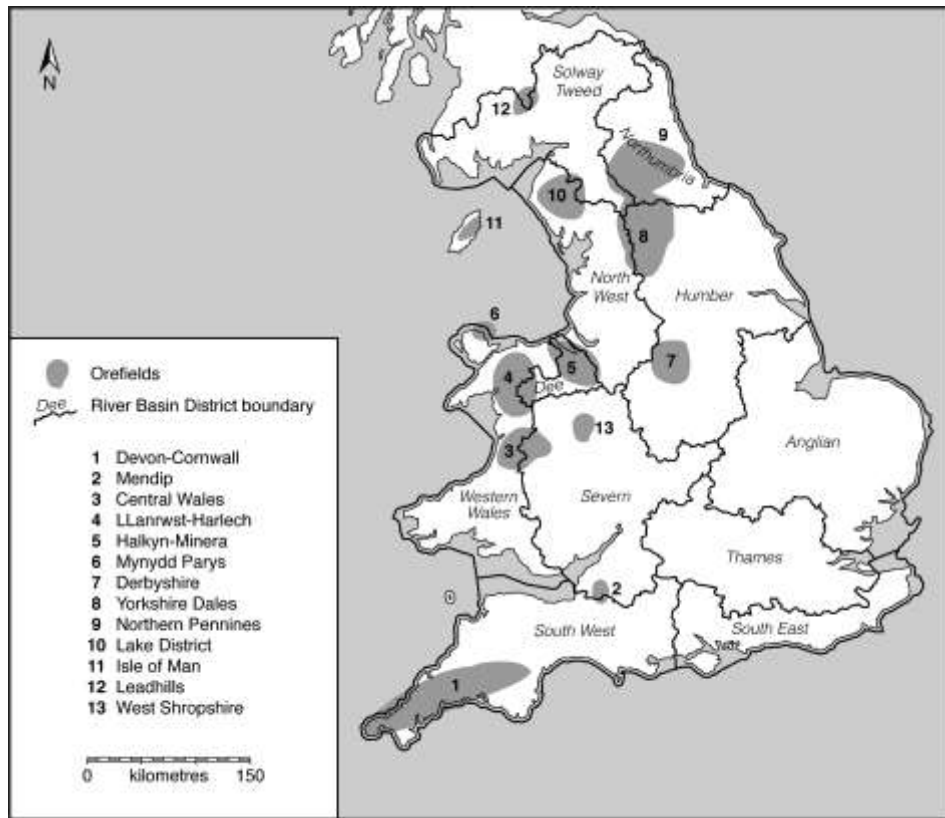 N
Solway
Tweed
12
9
Northumbria
10
11
8
North
West
Humber
6
7
5
4
Dee
13
Anglian
3
Severn
Western
Wales
Thames
2
South West
South East
1
Orefields
Dee
River Basin District boundary
1 Devon-Cornwall
2 Mendip
3 Central Wales
4 LLanrwst-Harlech
5 Halkyn-Minera
6 Mynydd Parys
7 Derbyshire
8 Yorkshire Dales
9 Northern Pennines
10 Lake District
11 Isle of Man
12 Leadhills
13 West Shropshire
0 kilometres 150